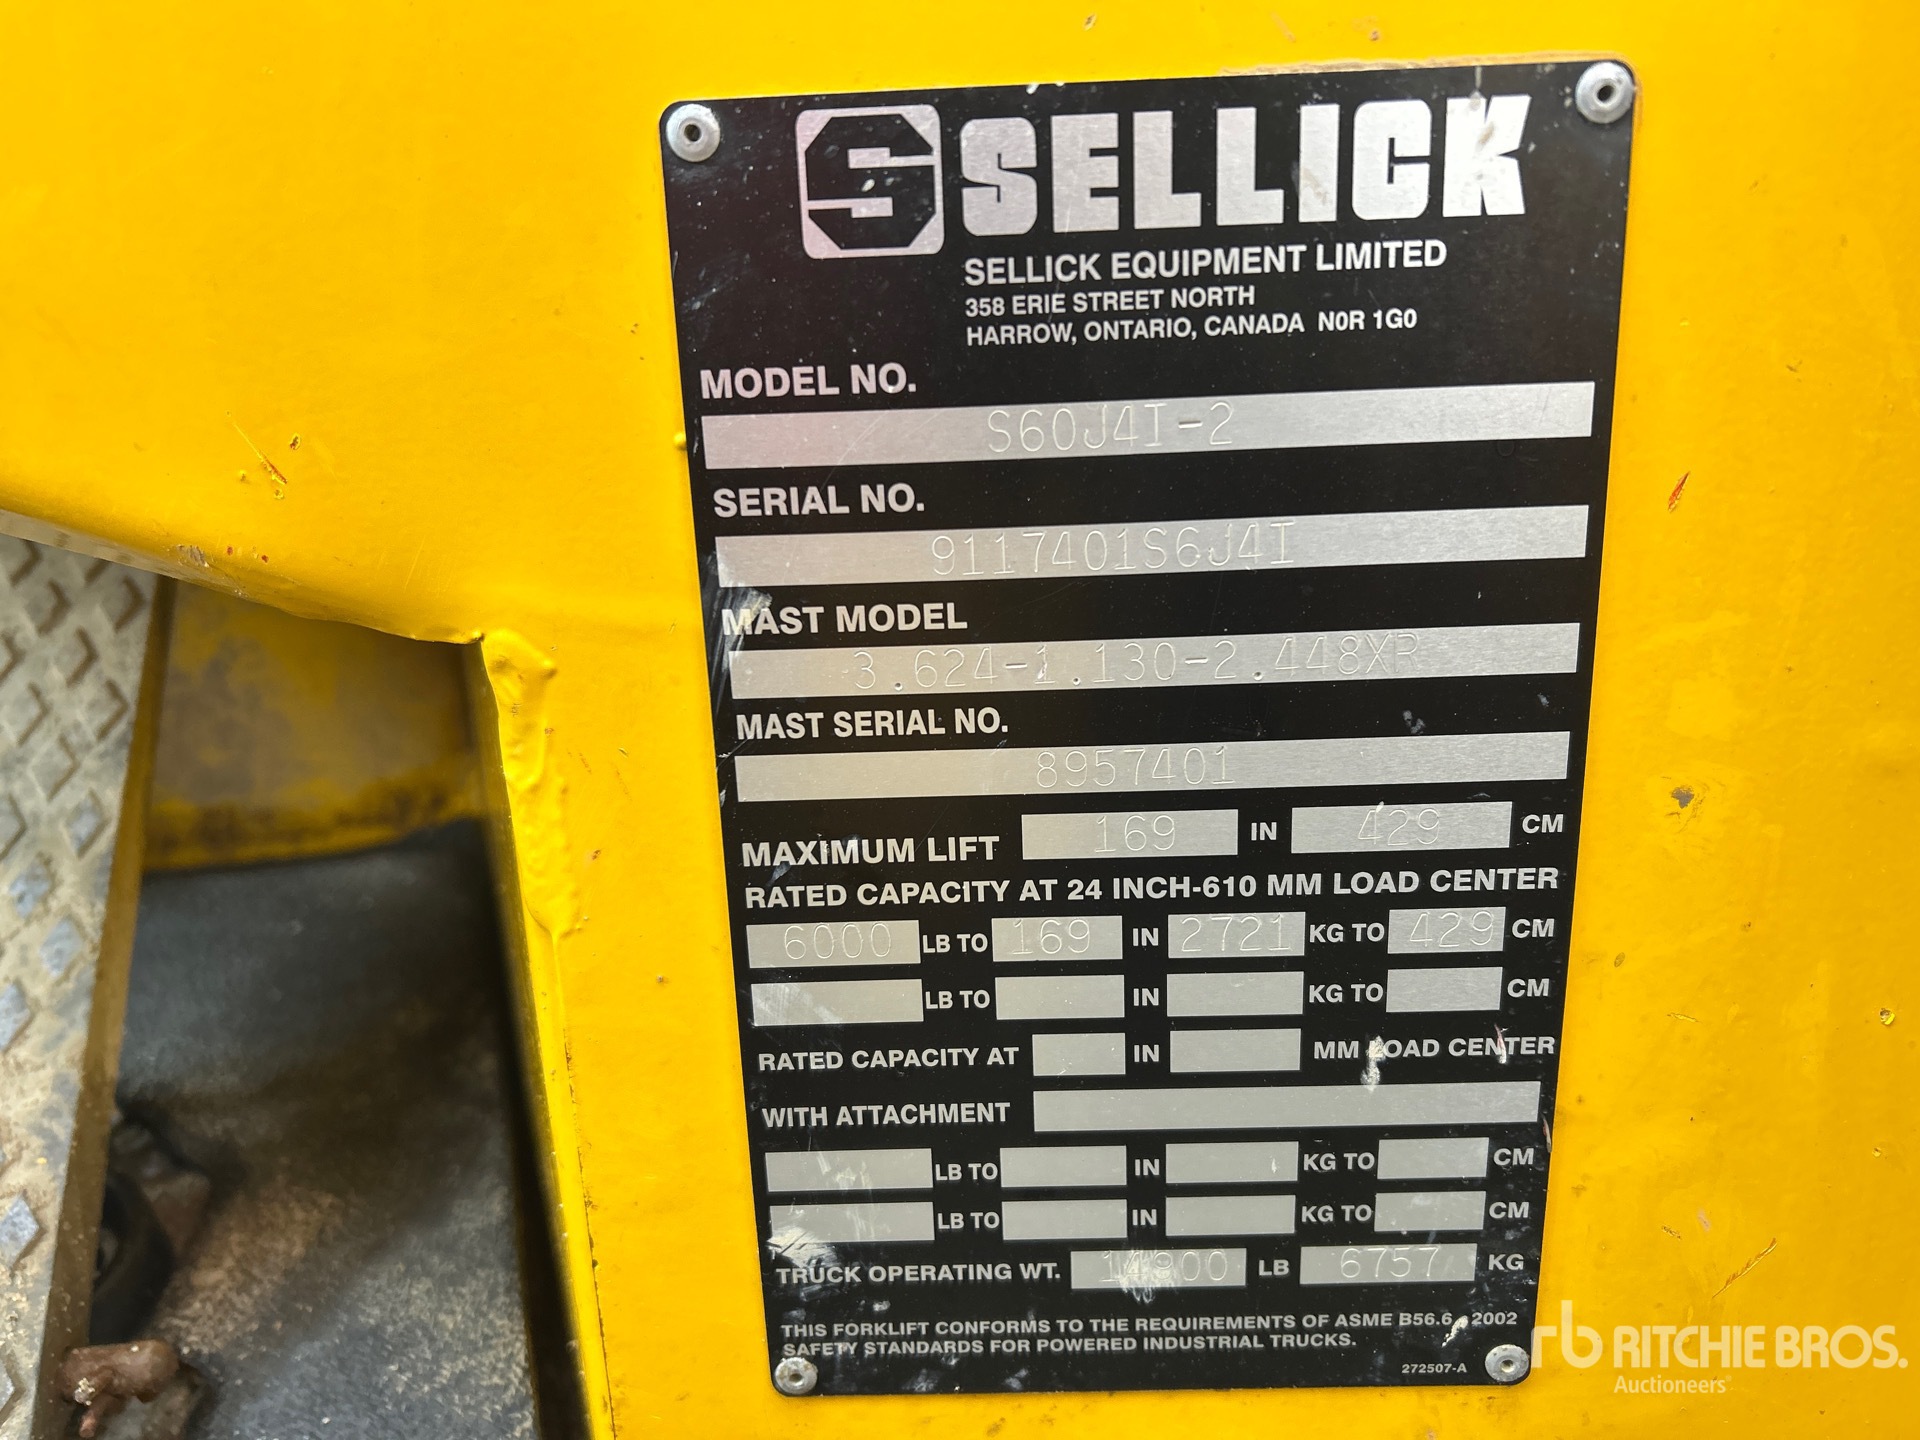 S SELLICK
SELLICK EQUIPMENT LIMITED
358 ERIE STREET NORTH
HARROW, ONTARIO, CANADA N0R 1G0
MODEL NO.
S60J4I-2
SERIAL NO.
9117401S6J4I
MAST MODEL
3.624-1.130-2.448XR
MAST SERIAL NO.
8957401
MAXIMUM LIFT 169 IN 429 CM
RATED CAPACITY AT 24 INCH-610 MM LOAD CENTER
6000 LB TO 169 IN 2721 KG TO 429 CM
LB TO IN KG TO CM
RATED CAPACITY AT IN MM LOAD CENTER
WITH ATTACHMENT
LB TO IN KG TO CM
LB TO IN KG TO CM
TRUCK OPERATING WT. 14900 LB 6757 KG
THIS FORKLIFT CONFORMS TO THE REQUIREMENTS OF ASME B56.6 - 2002
SAFETY STANDARDS FOR POWERED INDUSTRIAL TRUCKS.
272507-A
rb RITCHIE BROS.
Auctioneers